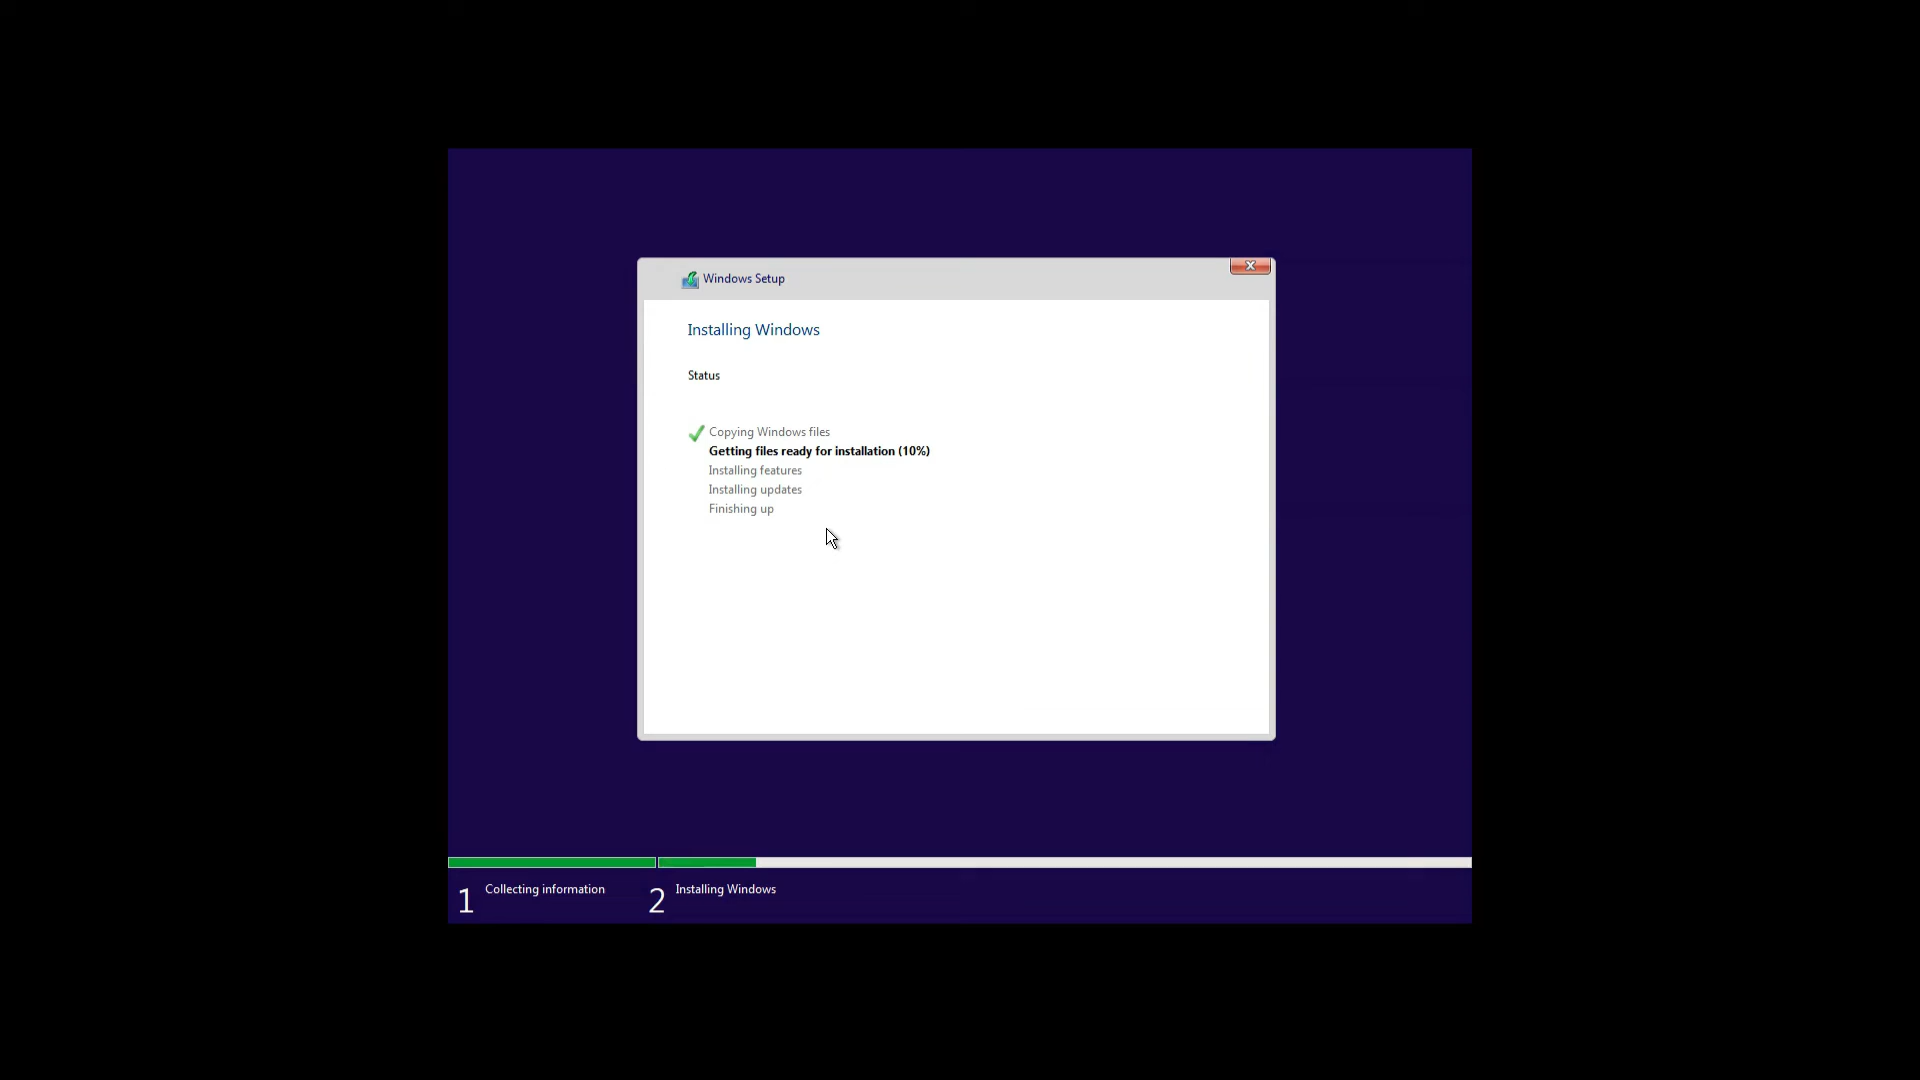 Windows Setup
Installing Windows
Status
Copying Windows files
Getting files ready for installation (10%)
Installing features
Installing updates
Finishing up
1 Collecting information
2 Installing Windows